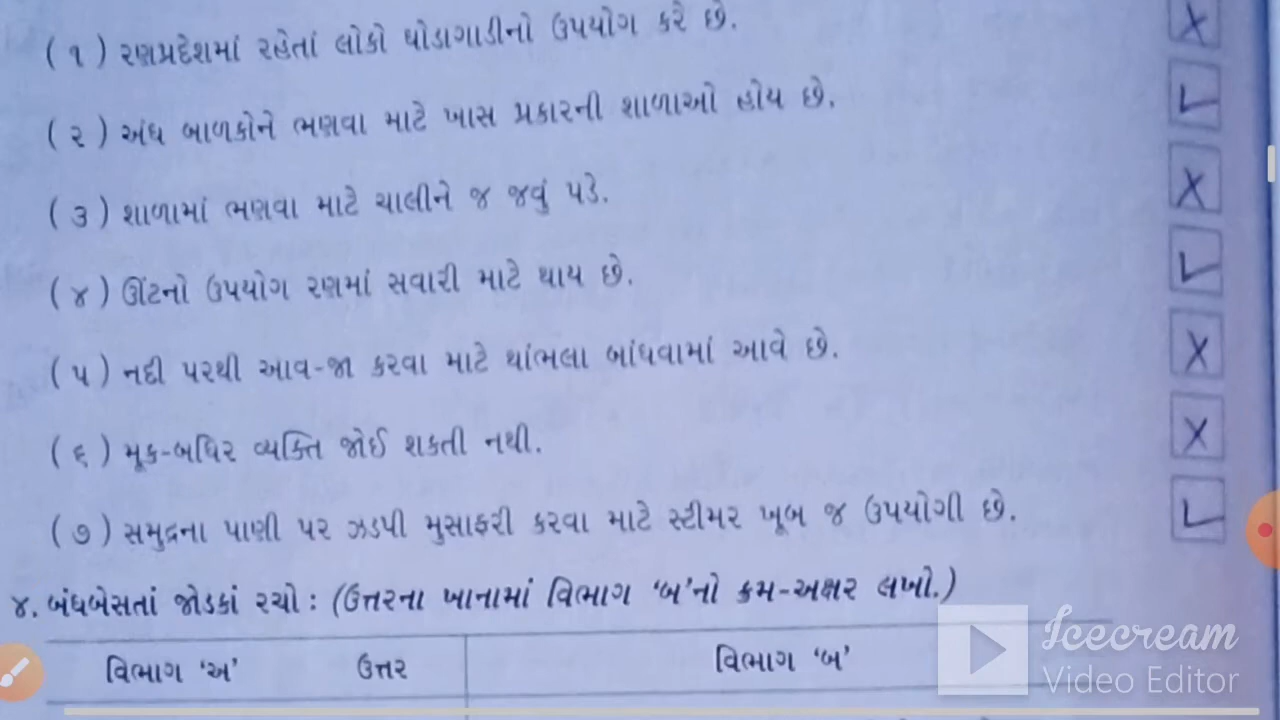 (૧) રણપ્રદેશમાં રહેતાં લોકો ઘોડાગાડીનો ઉપયોગ કરે છે. X
(૨) અંધ બાળકોને ભણવા માટે ખાસ પ્રકારની શાળાઓ હોય છે. ✓
(૩) શાળામાં ભણવા માટે ચાલીને જ જવું પડે. X
(૪) ઊંટનો ઉપયોગ રણમાં સવારી માટે થાય છે. ✓
(૫) નદી પરથી આવ-જા કરવા માટે થાંભલા બાંધવામાં આવે છે. X
(૬) મૂક-બધિર વ્યક્તિ જોઈ શકતી નથી. X
(૭) સમુદ્રના પાણી પર ઝડપી મુસાફરી કરવા માટે સ્ટીમર ખૂબ જ ઉપયોગી છે. ✓
૪. બંધબેસતાં જોડકાં રચો : (ઉત્તરના ખાનામાં વિભાગ ‘બ’નો ક્રમ-અક્ષર લખો.)
વિભાગ ‘અ’ ઉત્તર વિભાગ ‘બ’
Icecream
Video Editor